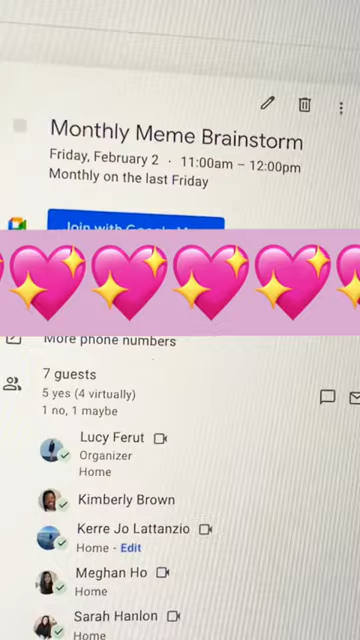 Monthly Meme Brainstorm
Friday, February 2 · 11:00am – 12:00pm
Monthly on the last Friday
Join with Google
More phone numbers
7 guests
5 yes (4 virtually)
1 no, 1 maybe
Lucy Ferut
Organizer
Home
Kimberly Brown
Kerre Jo Lattanzio
Home - Edit
Meghan Ho
Home
Sarah Hanlon
Home